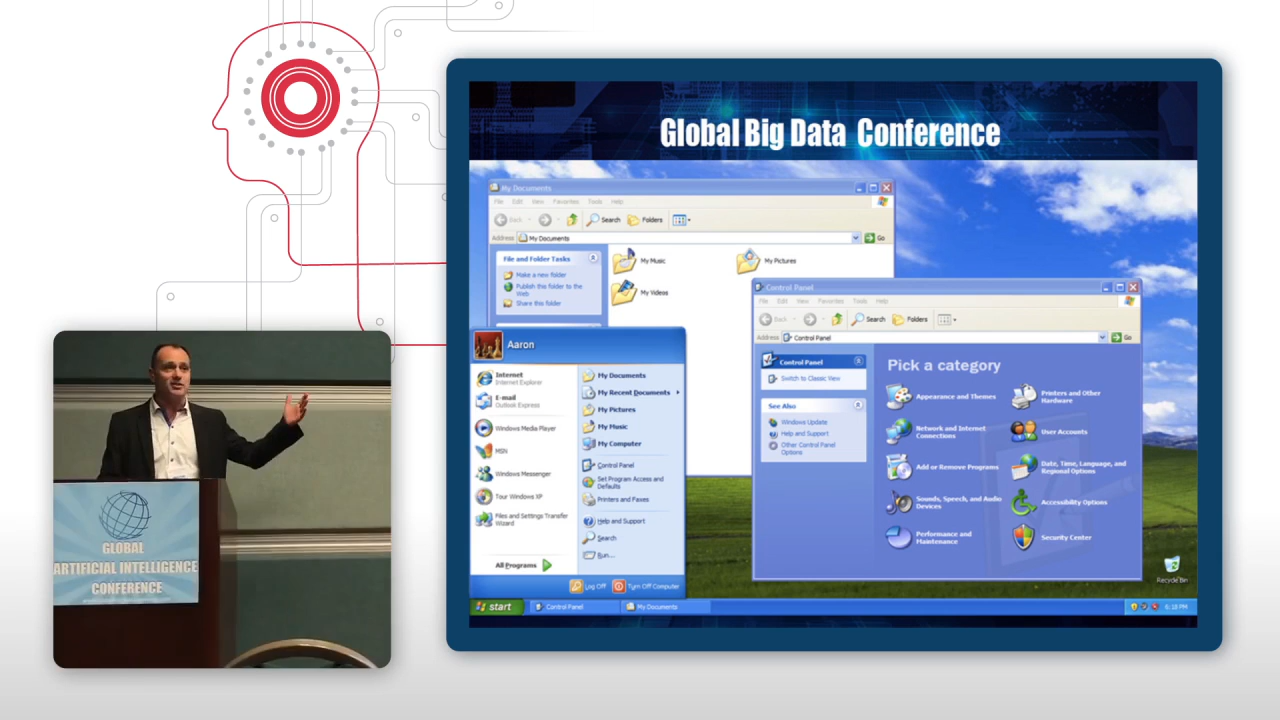 Global Big Data Conference
My Documents
File Edit View Favorites Tools Help
Back Search Folders
Address My Documents Go
File and Folder Tasks
Make a new folder
Publish this folder to the
Web
Share this folder
My Music
My Pictures
My Videos
Control Panel
File Edit View Favorites Tools Help
Back Search Folders
Address Control Panel Go
Control Panel
Switch to Classic View
See Also
Windows Update
Help and Support
Other Control Panel
Options
Pick a category
Appearance and Themes
Printers and Other
Hardware
Network and Internet
Connections
User Accounts
Add or Remove Programs
Date, Time, Language, and
Regional Options
Sounds, Speech, and Audio
Devices
Accessibility Options
Performance and
Maintenance
Security Center
Aaron
Internet
Internet Explorer
E-mail
Outlook Express
Windows Media Player
MSN
Windows Messenger
Tour Windows XP
Files and Settings Transfer
Wizard
All Programs
My Documents
My Recent Documents
My Pictures
My Music
My Computer
Control Panel
Set Program Access and
Defaults
Printers and Faxes
Help and Support
Search
Run...
Log Off Turn Off Computer
Recycle Bin
start Control Panel My Documents 6:18 PM
GLOBAL
ARTIFICIAL INTELLIGENCE
CONFERENCE